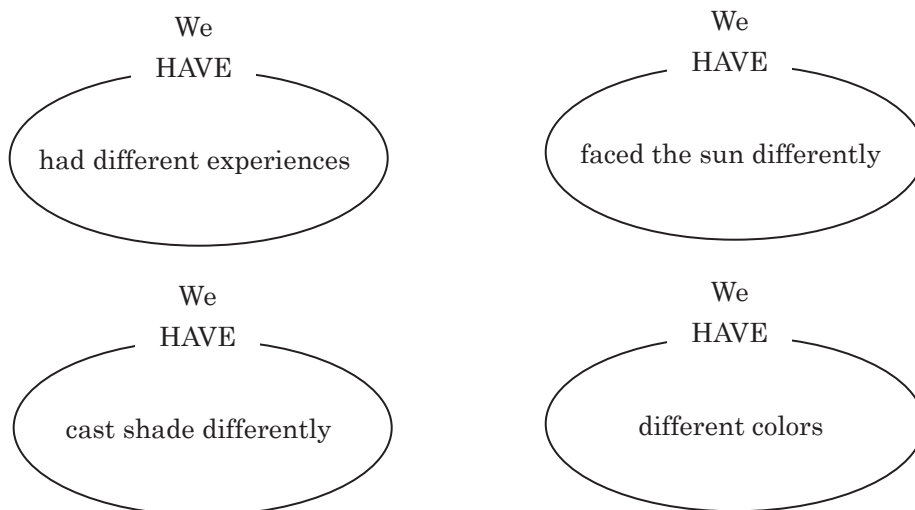 We
HAVE
had different experiences
We
HAVE
faced the sun differently
We
HAVE
cast shade differently
We
HAVE
different colors